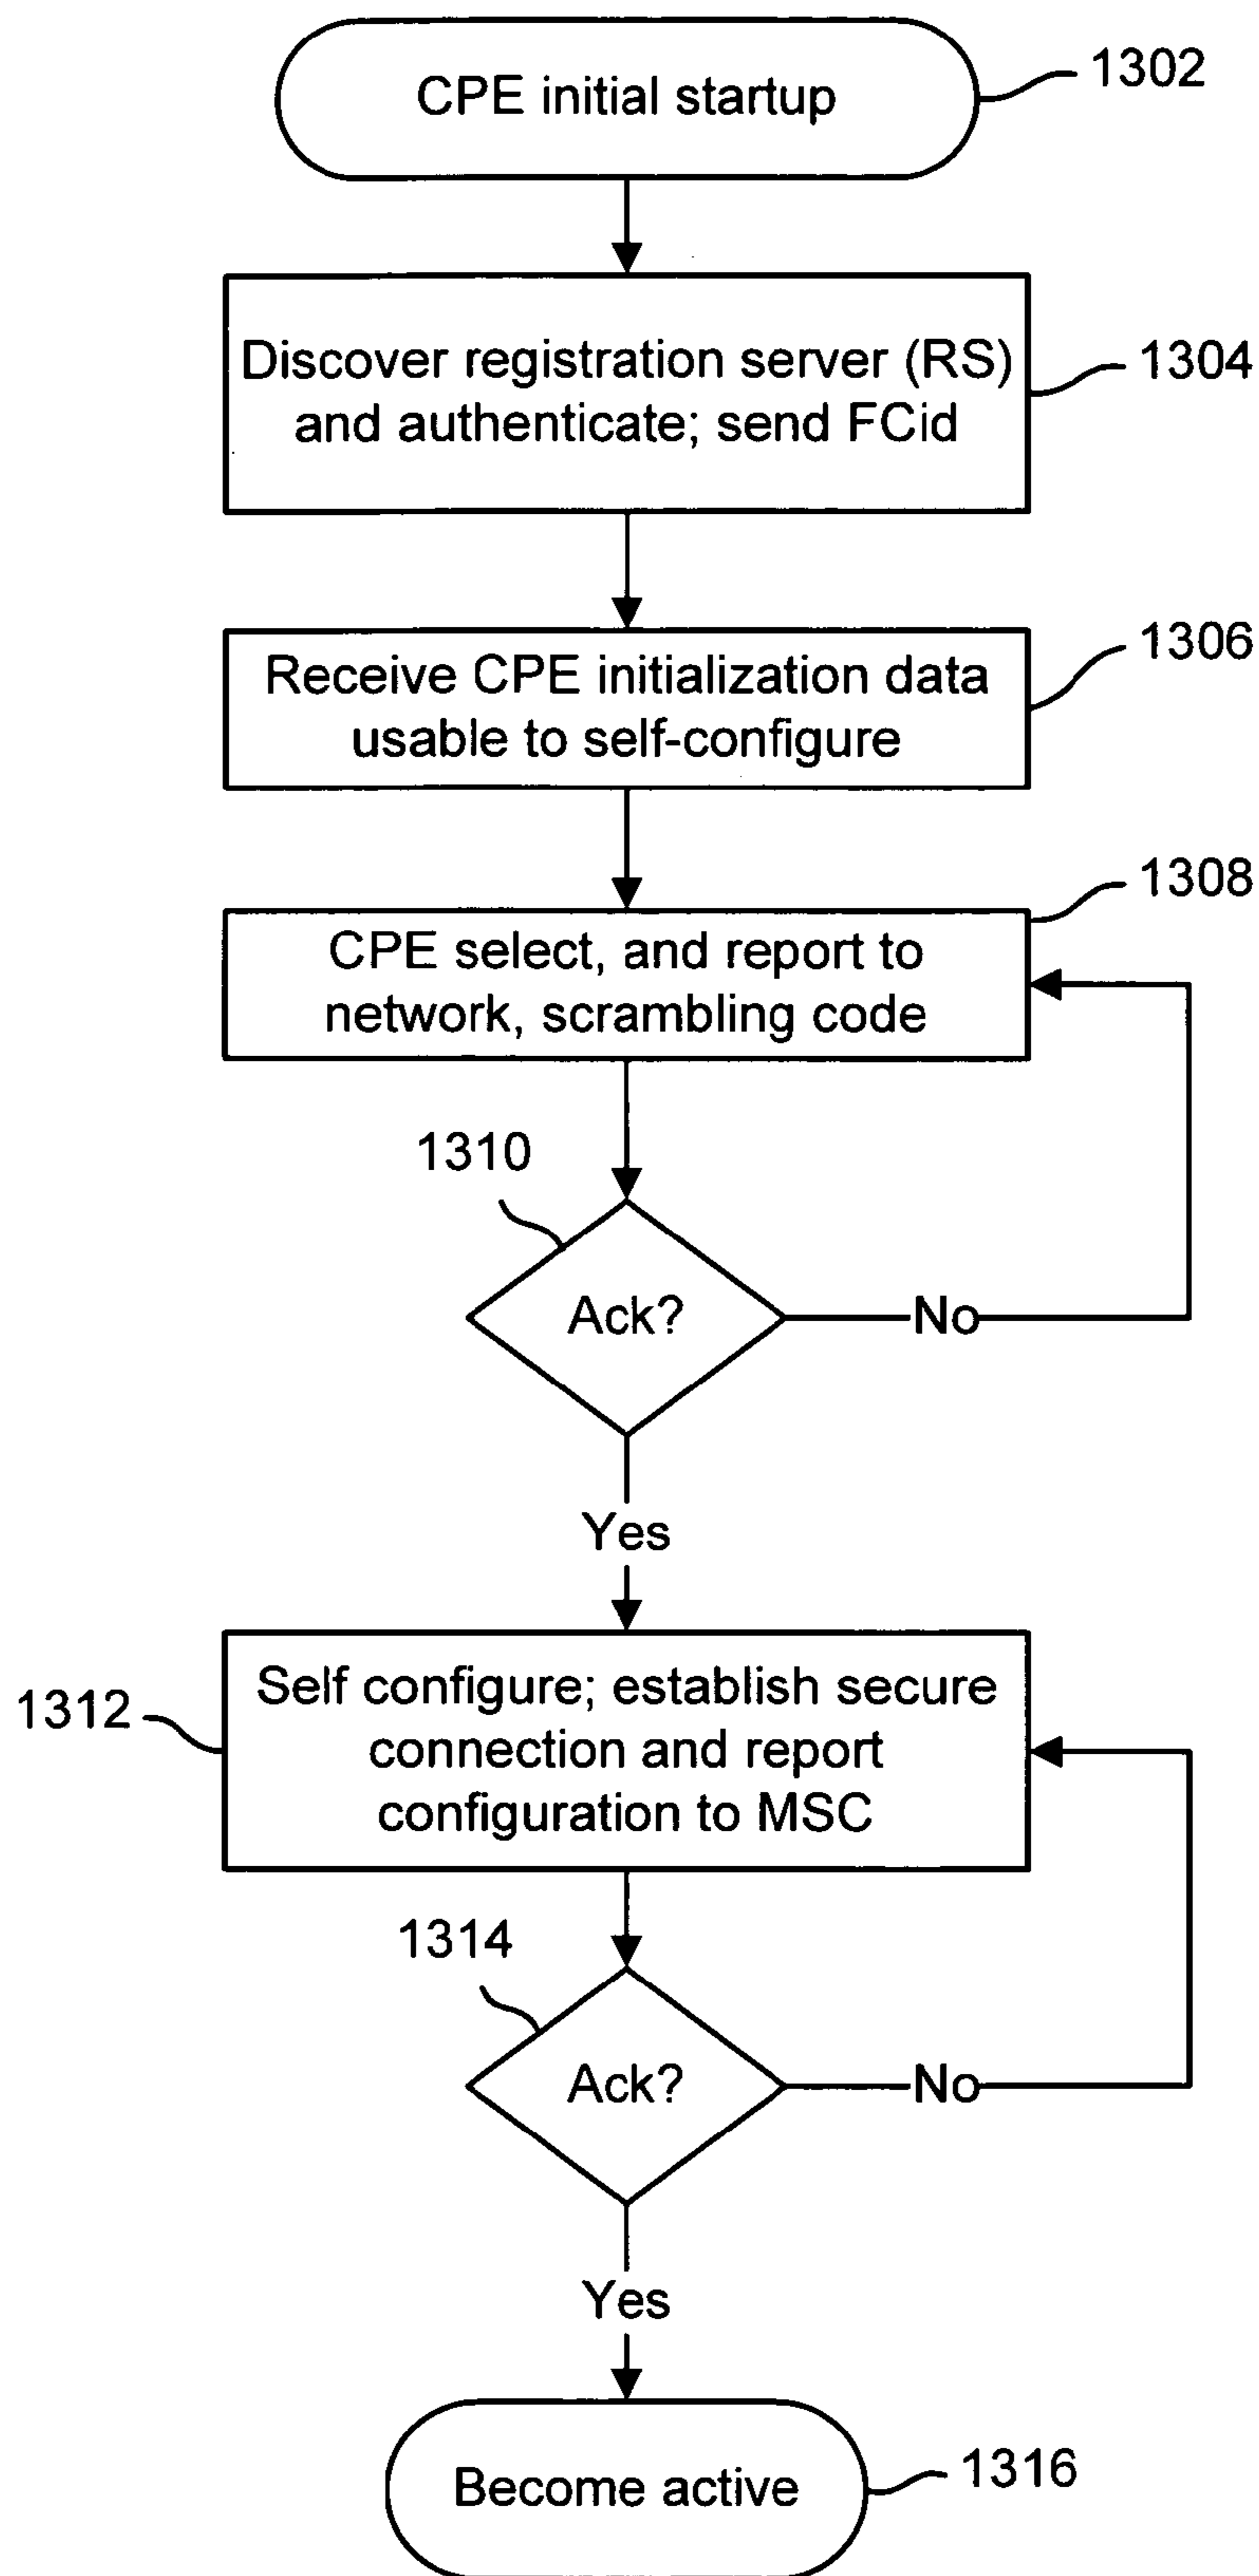 CPE initial startup
1302
Discover registration server (RS)
and authenticate; send FCid
1304
Receive CPE initialization data
usable to self-configure
1306
CPE select, and report to
network, scrambling code
1308
1310
Ack?
No
Yes
Self configure; establish secure
connection and report
configuration to MSC
1312
1314
Ack?
No
Yes
Become active
1316